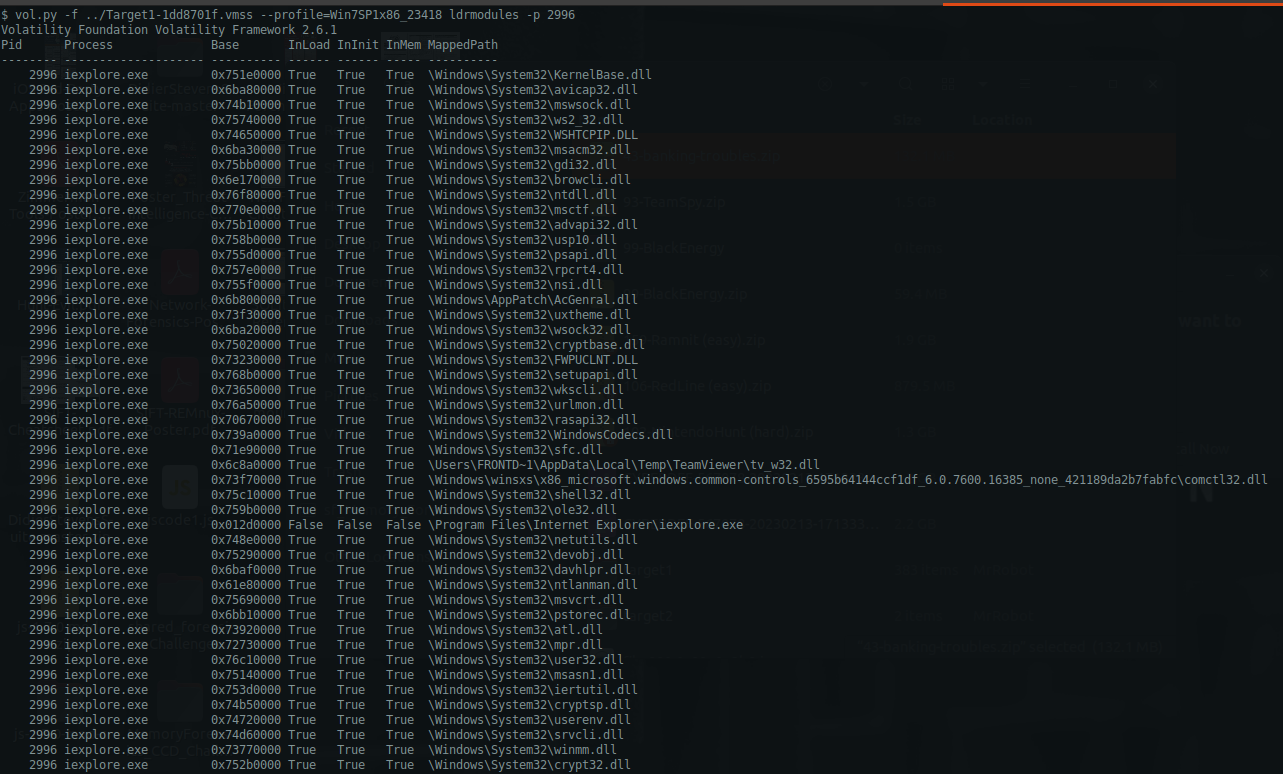 $ vol.py -f ../Target1-1dd8701f.vmss --profile=Win7SP1x86_23418 ldrmodules -p 2996
Volatility Foundation Volatility Framework 2.6.1
Pid      Process              Base       InLoad InInit InMem MappedPath
-------- -------------------- ---------- ------ ------ ----- ----------
2996 iexplore.exe 0x751e0000 True True True \Windows\System32\KernelBase.dll
2996 iexplore.exe 0x6ba80000 True True True \Windows\System32\avicap32.dll
2996 iexplore.exe 0x74b10000 True True True \Windows\System32\mswsock.dll
2996 iexplore.exe 0x75740000 True True True \Windows\System32\ws2_32.dll
2996 iexplore.exe 0x74650000 True True True \Windows\System32\WSHTCPIP.DLL
2996 iexplore.exe 0x6ba30000 True True True \Windows\System32\msacm32.dll
2996 iexplore.exe 0x75bb0000 True True True \Windows\System32\gdi32.dll
2996 iexplore.exe 0x6e170000 True True True \Windows\System32\browcli.dll
2996 iexplore.exe 0x76f80000 True True True \Windows\System32\ntdll.dll
2996 iexplore.exe 0x770e0000 True True True \Windows\System32\msctf.dll
2996 iexplore.exe 0x75b10000 True True True \Windows\System32\advapi32.dll
2996 iexplore.exe 0x758b0000 True True True \Windows\System32\usp10.dll
2996 iexplore.exe 0x755d0000 True True True \Windows\System32\psapi.dll
2996 iexplore.exe 0x757e0000 True True True \Windows\System32\rpcrt4.dll
2996 iexplore.exe 0x755f0000 True True True \Windows\System32\nsi.dll
2996 iexplore.exe 0x6b800000 True True True \Windows\AppPatch\AcGenral.dll
2996 iexplore.exe 0x73f30000 True True True \Windows\System32\uxtheme.dll
2996 iexplore.exe 0x6ba20000 True True True \Windows\System32\wsock32.dll
2996 iexplore.exe 0x75020000 True True True \Windows\System32\cryptbase.dll
2996 iexplore.exe 0x73230000 True True True \Windows\System32\FWPUCLNT.DLL
2996 iexplore.exe 0x768b0000 True True True \Windows\System32\setupapi.dll
2996 iexplore.exe 0x73650000 True True True \Windows\System32\wkscli.dll
2996 iexplore.exe 0x76a50000 True True True \Windows\System32\urlmon.dll
2996 iexplore.exe 0x70670000 True True True \Windows\System32\rasapi32.dll
2996 iexplore.exe 0x739a0000 True True True \Windows\System32\WindowsCodecs.dll
2996 iexplore.exe 0x71e90000 True True True \Windows\System32\sfc.dll
2996 iexplore.exe 0x6c8a0000 True True True \Users\FRONTD~1\AppData\Local\Temp\TeamViewer\tv_w32.dll
2996 iexplore.exe 0x73f70000 True True True \Windows\winsxs\x86_microsoft.windows.common-controls_6595b64144ccf1df_6.0.7600.16385_none_421189da2b7fabfc\comctl32.dll
2996 iexplore.exe 0x75c10000 True True True \Windows\System32\shell32.dll
2996 iexplore.exe 0x759b0000 True True True \Windows\System32\ole32.dll
2996 iexplore.exe 0x012d0000 False False False \Program Files\Internet Explorer\iexplore.exe
2996 iexplore.exe 0x748e0000 True True True \Windows\System32\netutils.dll
2996 iexplore.exe 0x75290000 True True True \Windows\System32\devobj.dll
2996 iexplore.exe 0x6baf0000 True True True \Windows\System32\davhlpr.dll
2996 iexplore.exe 0x61e80000 True True True \Windows\System32\ntlanman.dll
2996 iexplore.exe 0x75690000 True True True \Windows\System32\msvcrt.dll
2996 iexplore.exe 0x6bb10000 True True True \Windows\System32\pstorec.dll
2996 iexplore.exe 0x73920000 True True True \Windows\System32\atl.dll
2996 iexplore.exe 0x72730000 True True True \Windows\System32\mpr.dll
2996 iexplore.exe 0x76c10000 True True True \Windows\System32\user32.dll
2996 iexplore.exe 0x75140000 True True True \Windows\System32\msasn1.dll
2996 iexplore.exe 0x753d0000 True True True \Windows\System32\iertutil.dll
2996 iexplore.exe 0x74b50000 True True True \Windows\System32\cryptsp.dll
2996 iexplore.exe 0x74720000 True True True \Windows\System32\userenv.dll
2996 iexplore.exe 0x74d60000 True True True \Windows\System32\srvcli.dll
2996 iexplore.exe 0x73770000 True True True \Windows\System32\winmm.dll
2996 iexplore.exe 0x752b0000 True True True \Windows\System32\crypt32.dll